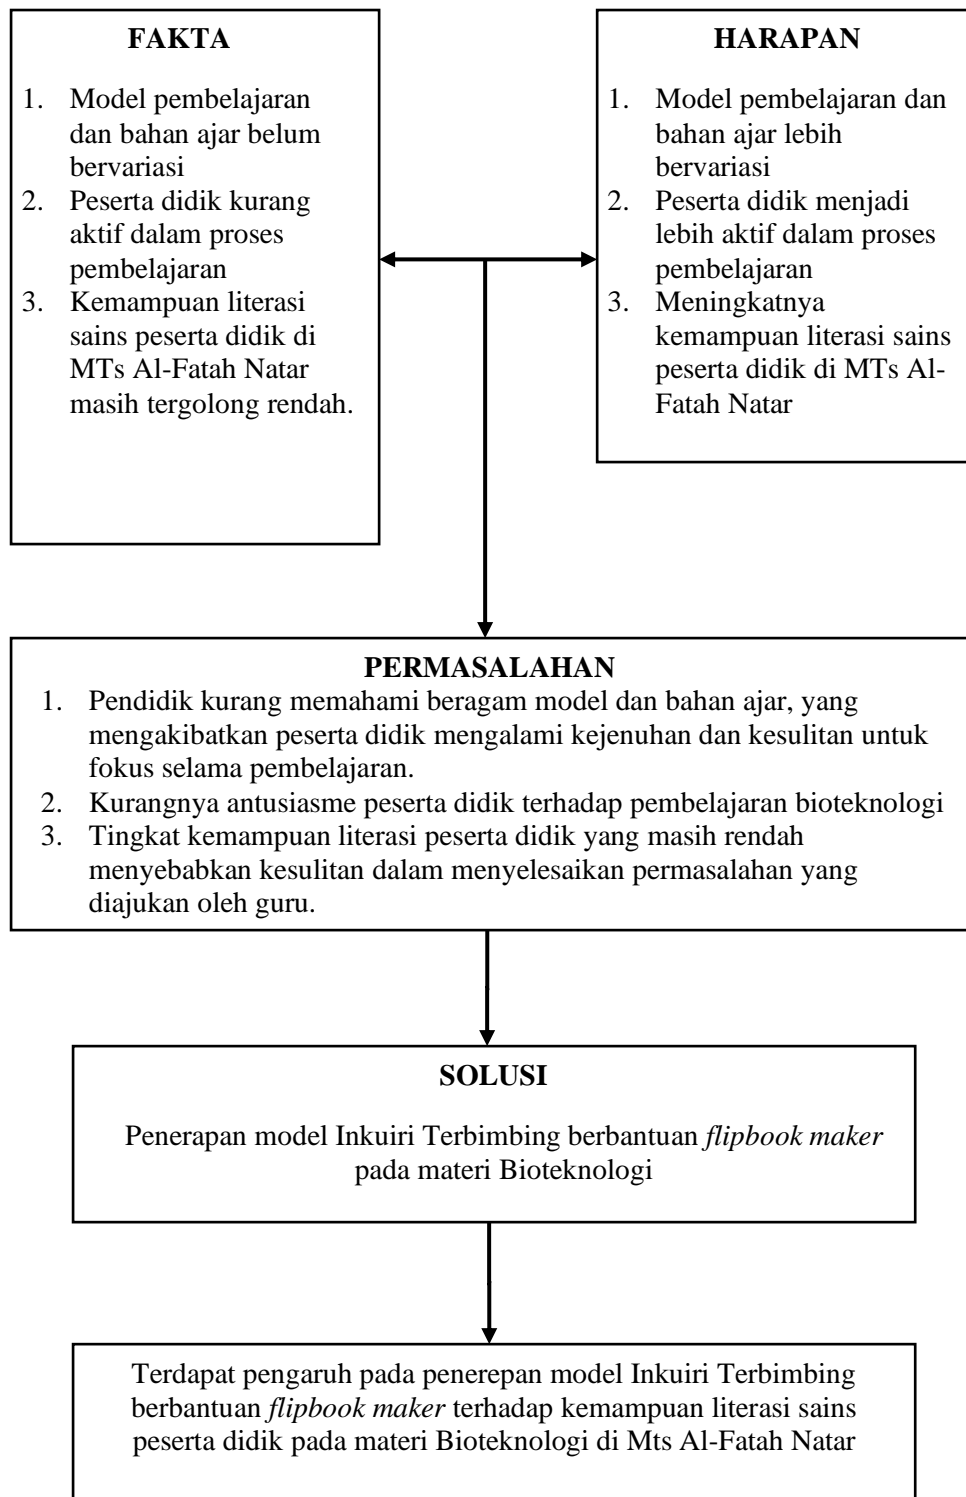 FAKTA
1. Model pembelajaran
dan bahan ajar belum
bervariasi
2. Peserta didik kurang
aktif dalam proses
pembelajaran
3. Kemampuan literasi
sains peserta didik di
MTs Al-Fatah Natar
masih tergolong rendah.
HARAPAN
1. Model pembelajaran dan
bahan ajar lebih
bervariasi
2. Peserta didik menjadi
lebih aktif dalam proses
pembelajaran
3. Meningkatnya
kemampuan literasi sains
peserta didik di MTs Al-
Fatah Natar
PERMASALAHAN
1. Pendidik kurang memahami beragam model dan bahan ajar, yang
mengakibatkan peserta didik mengalami kejenuhan dan kesulitan untuk
fokus selama pembelajaran.
2. Kurangnya antusiasme peserta didik terhadap pembelajaran bioteknologi
3. Tingkat kemampuan literasi peserta didik yang masih rendah
menyebabkan kesulitan dalam menyelesaikan permasalahan yang
diajukan oleh guru.
SOLUSI
Penerapan model Inkuiri Terbimbing berbantuan flipbook maker
pada materi Bioteknologi
Terdapat pengaruh pada penerepan model Inkuiri Terbimbing
berbantuan flipbook maker terhadap kemampuan literasi sains
peserta didik pada materi Bioteknologi di Mts Al-Fatah Natar